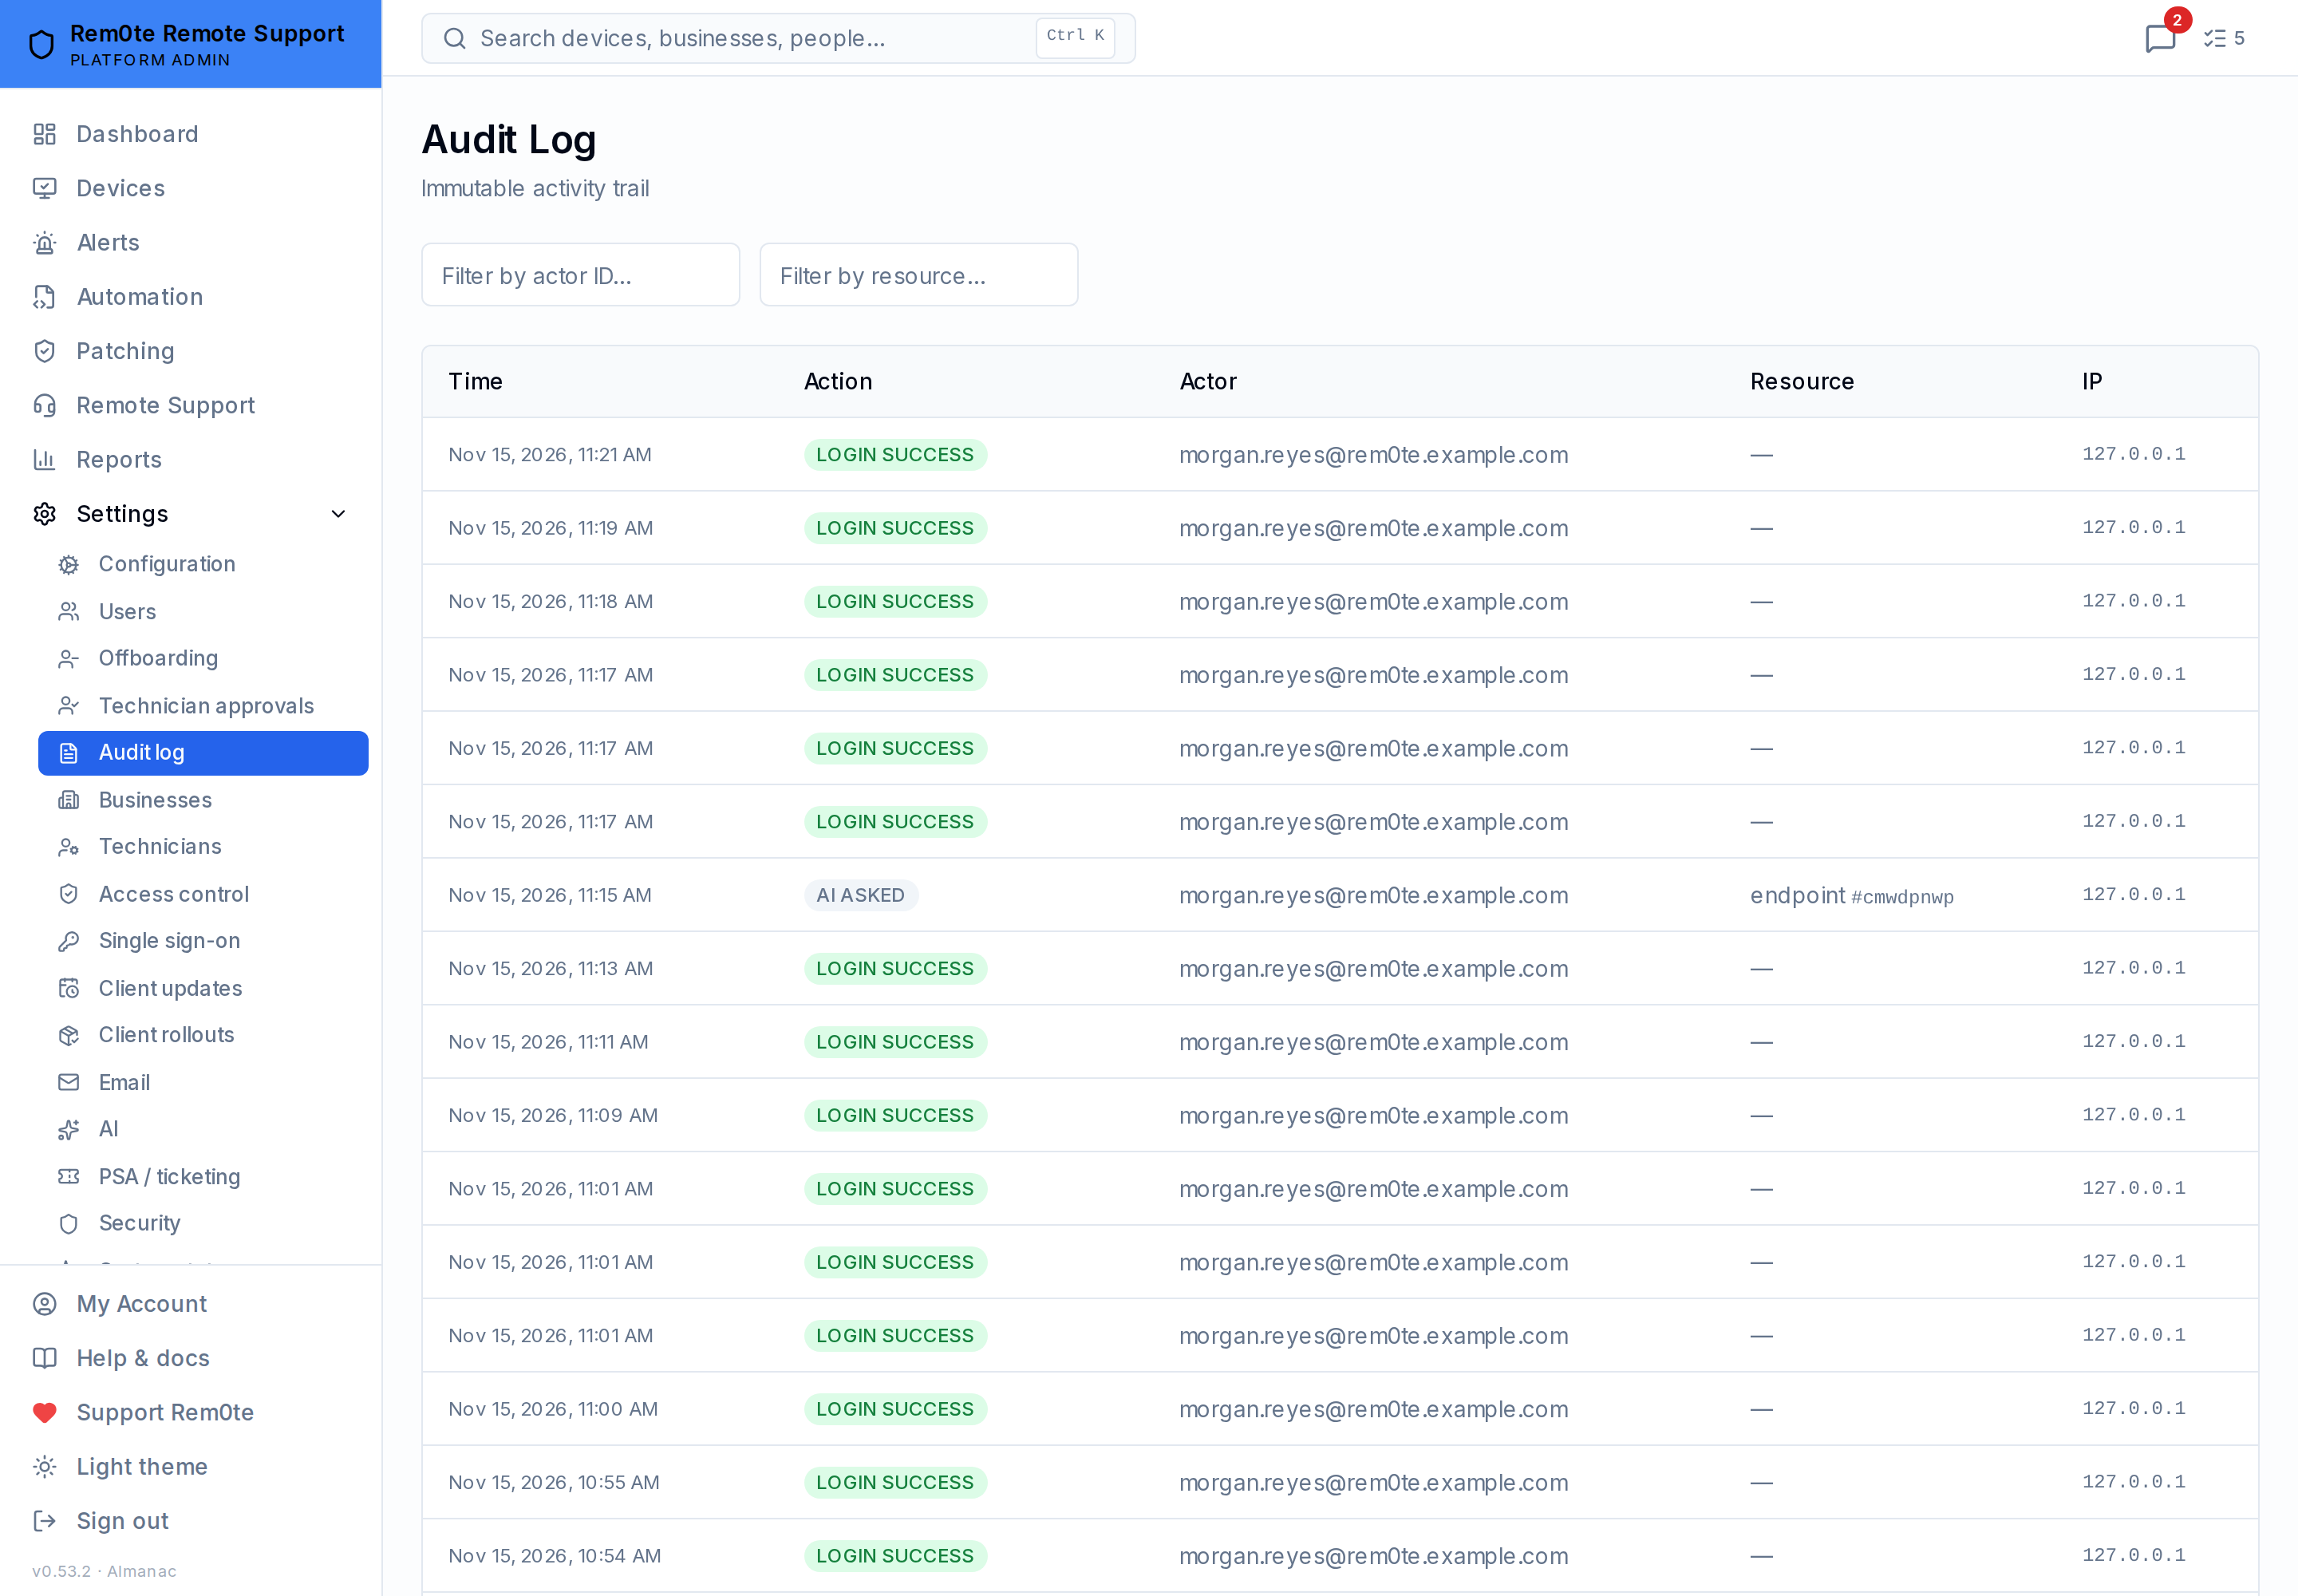 Rem0te Remote Support
PLATFORM ADMIN
Dashboard
Devices
Alerts
Automation
Patching
Remote Support
Reports
Settings
Configuration
Users
Offboarding
Technician approvals
Audit log
Businesses
Technicians
Access control
Single sign-on
Client updates
Client rollouts
Email
AI
PSA / ticketing
Security
My Account
Help & docs
Support Rem0te
Light theme
Sign out
v0.53.2 · Almanac
Search devices, businesses, people... Ctrl K
2
5
Audit Log
Immutable activity trail
Filter by actor ID... Filter by resource...
Time Action Actor Resource IP
Nov 15, 2026, 11:21 AM LOGIN SUCCESS morgan.reyes@rem0te.example.com — 127.0.0.1
Nov 15, 2026, 11:19 AM LOGIN SUCCESS morgan.reyes@rem0te.example.com — 127.0.0.1
Nov 15, 2026, 11:18 AM LOGIN SUCCESS morgan.reyes@rem0te.example.com — 127.0.0.1
Nov 15, 2026, 11:17 AM LOGIN SUCCESS morgan.reyes@rem0te.example.com — 127.0.0.1
Nov 15, 2026, 11:17 AM LOGIN SUCCESS morgan.reyes@rem0te.example.com — 127.0.0.1
Nov 15, 2026, 11:17 AM LOGIN SUCCESS morgan.reyes@rem0te.example.com — 127.0.0.1
Nov 15, 2026, 11:15 AM AI ASKED morgan.reyes@rem0te.example.com endpoint #cmwdpnwp 127.0.0.1
Nov 15, 2026, 11:13 AM LOGIN SUCCESS morgan.reyes@rem0te.example.com — 127.0.0.1
Nov 15, 2026, 11:11 AM LOGIN SUCCESS morgan.reyes@rem0te.example.com — 127.0.0.1
Nov 15, 2026, 11:09 AM LOGIN SUCCESS morgan.reyes@rem0te.example.com — 127.0.0.1
Nov 15, 2026, 11:01 AM LOGIN SUCCESS morgan.reyes@rem0te.example.com — 127.0.0.1
Nov 15, 2026, 11:01 AM LOGIN SUCCESS morgan.reyes@rem0te.example.com — 127.0.0.1
Nov 15, 2026, 11:01 AM LOGIN SUCCESS morgan.reyes@rem0te.example.com — 127.0.0.1
Nov 15, 2026, 11:00 AM LOGIN SUCCESS morgan.reyes@rem0te.example.com — 127.0.0.1
Nov 15, 2026, 10:55 AM LOGIN SUCCESS morgan.reyes@rem0te.example.com — 127.0.0.1
Nov 15, 2026, 10:54 AM LOGIN SUCCESS morgan.reyes@rem0te.example.com — 127.0.0.1